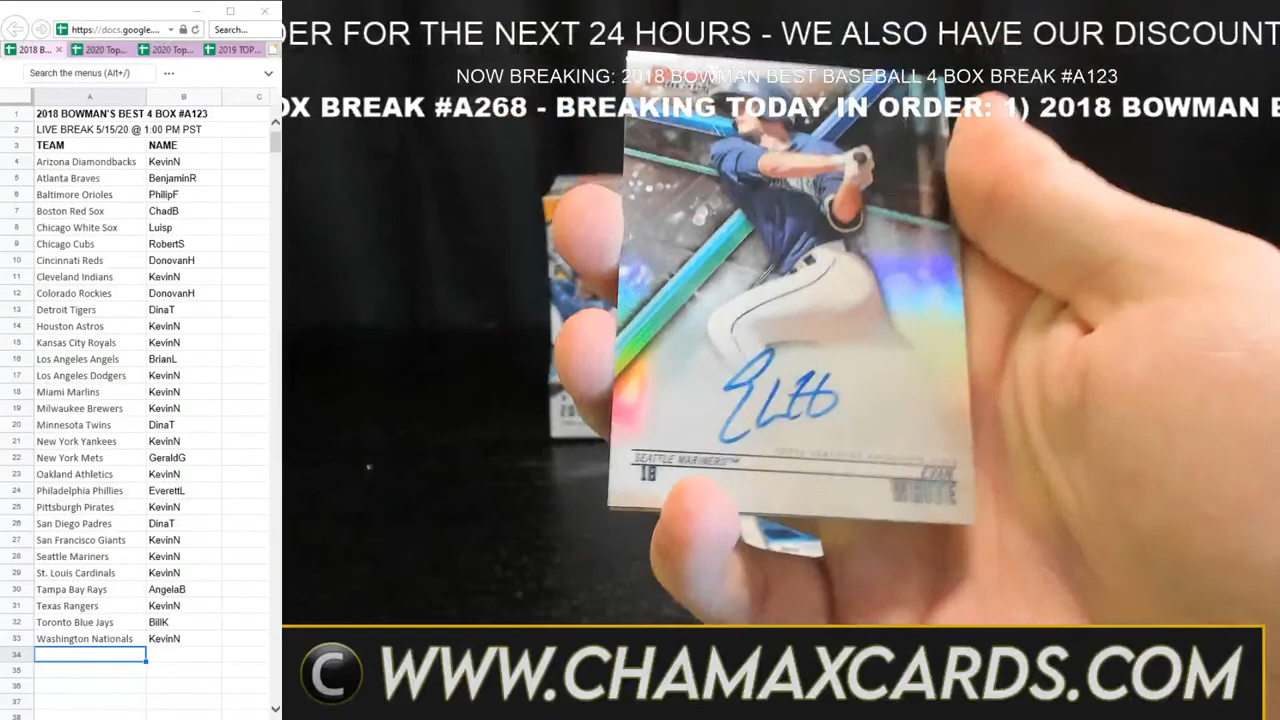 https://docs.google....
Search...
2018 B...
2020 Top...
2020 Top...
2019 TOP...
Search the menus (Alt+/)
A B C
1 2018 BOWMAN'S BEST 4 BOX #A123
2 LIVE BREAK 5/15/20 @ 1:00 PM PST
3 TEAM NAME
4 Arizona Diamondbacks KevinN
5 Atlanta Braves BenjaminR
6 Baltimore Orioles PhilipF
7 Boston Red Sox ChadB
8 Chicago White Sox Luisp
9 Chicago Cubs RobertS
10 Cincinnati Reds DonovanH
11 Cleveland Indians KevinN
12 Colorado Rockies DonovanH
13 Detroit Tigers DinaT
14 Houston Astros KevinN
15 Kansas City Royals KevinN
16 Los Angeles Angels BrianL
17 Los Angeles Dodgers KevinN
18 Miami Marlins KevinN
19 Milwaukee Brewers KevinN
20 Minnesota Twins DinaT
21 New York Yankees KevinN
22 New York Mets GeraldG
23 Oakland Athletics KevinN
24 Philadelphia Phillies EverettL
25 Pittsburgh Pirates KevinN
26 San Diego Padres DinaT
27 San Francisco Giants KevinN
28 Seattle Mariners KevinN
29 St. Louis Cardinals KevinN
30 Tampa Bay Rays AngelaB
31 Texas Rangers KevinN
32 Toronto Blue Jays BillK
33 Washington Nationals KevinN
34
35
36
37
38
DER FOR THE NEXT 24 HOURS - WE ALSO HAVE OUR DISCOUNT
NOW BREAKING: 2018 BOWMAN BEST BASEBALL 4 BOX BREAK #A123
OX BREAK #A268 - BREAKING TODAY IN ORDER: 1) 2018 BOWMAN B
SEATTLE MARINERS™
18
EVAN
WHITE
C WWW.CHAMAXCARDS.COM